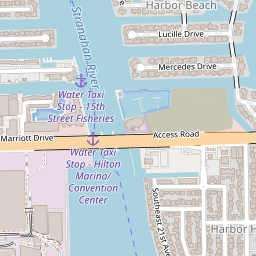 Harbor Beach
Stranahan River
Lucille Drive
Mercedes Drive
Water Taxi
Stop - 15th
Street Fisheries
Marriott Drive
Access Road
Water Taxi
Stop - Hilton
Marina/
Convention
Center
Southeast 21st Aven
Harbor H